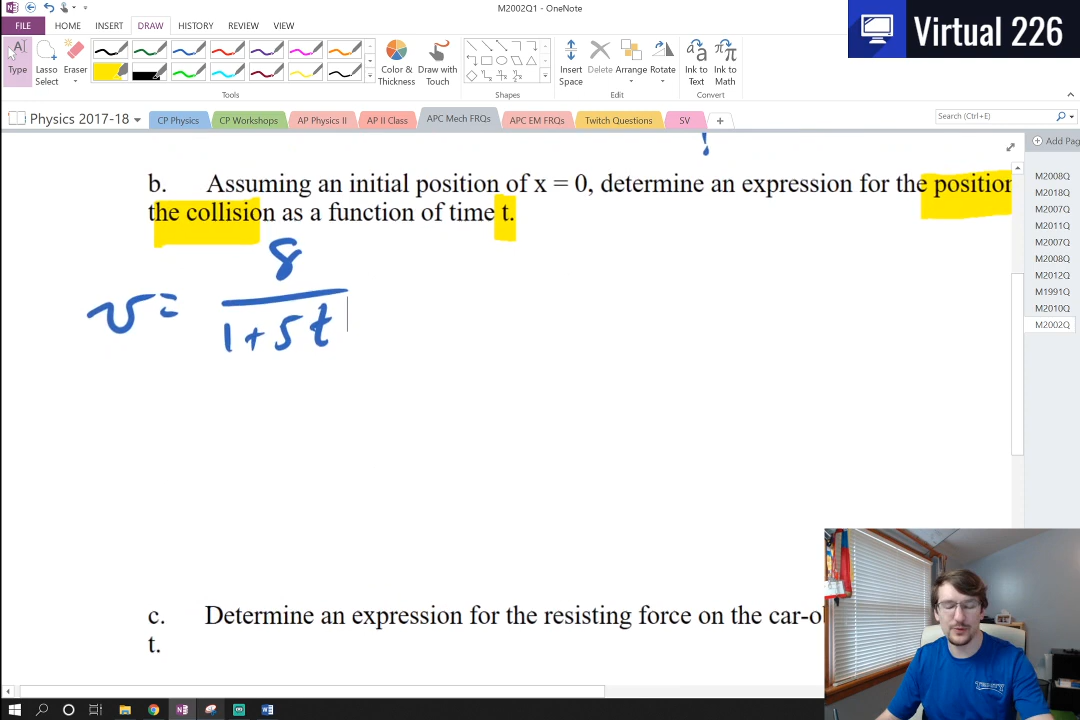 M2002Q1 - OneNote
FILE HOME INSERT DRAW HISTORY REVIEW VIEW
Virtual 226
Type
Lasso Select
Eraser
Color & Thickness
Draw with Touch
Insert Space
Delete
Arrange
Rotate
Ink to Text
Ink to Math
Tools
Shapes
Edit
Convert
Physics 2017-18
CP Physics
CP Workshops
AP Physics II
AP II Class
APC Mech FRQs
APC EM FRQs
Twitch Questions
SV
Search (Ctrl+E)
Add Pag
M2008Q
M2018Q
M2007Q
M2011Q
M2007Q
M2008Q
M2012Q
M1991Q
M2010Q
M2002Q
b. Assuming an initial position of x = 0, determine an expression for the position
the collision as a function of time t.
8
v =
1 + 5t
c. Determine an expression for the resisting force on the car-o
t.
TRINITY